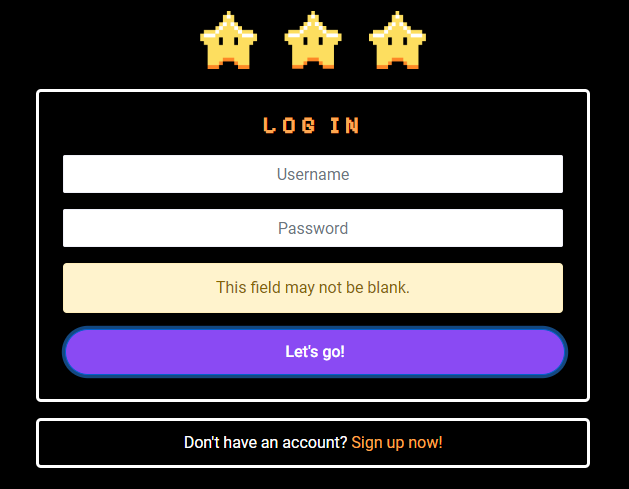 LOG IN
Username
Password
This field may not be blank.
Let's go!
Don't have an account? Sign up now!